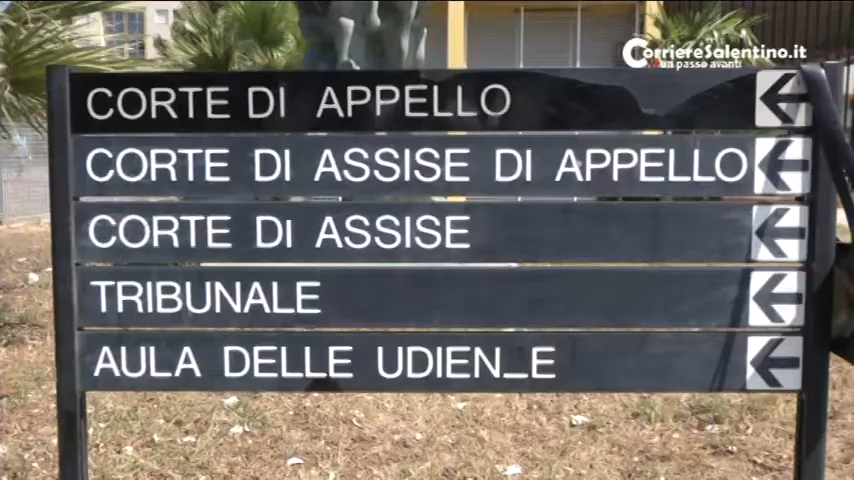 CorriereSalentino.it
un passo avanti
CORTE DI APPELLO
CORTE DI ASSISE DI APPELLO
CORTE DI ASSISE
TRIBUNALE
AULA DELLE UDIEN_E